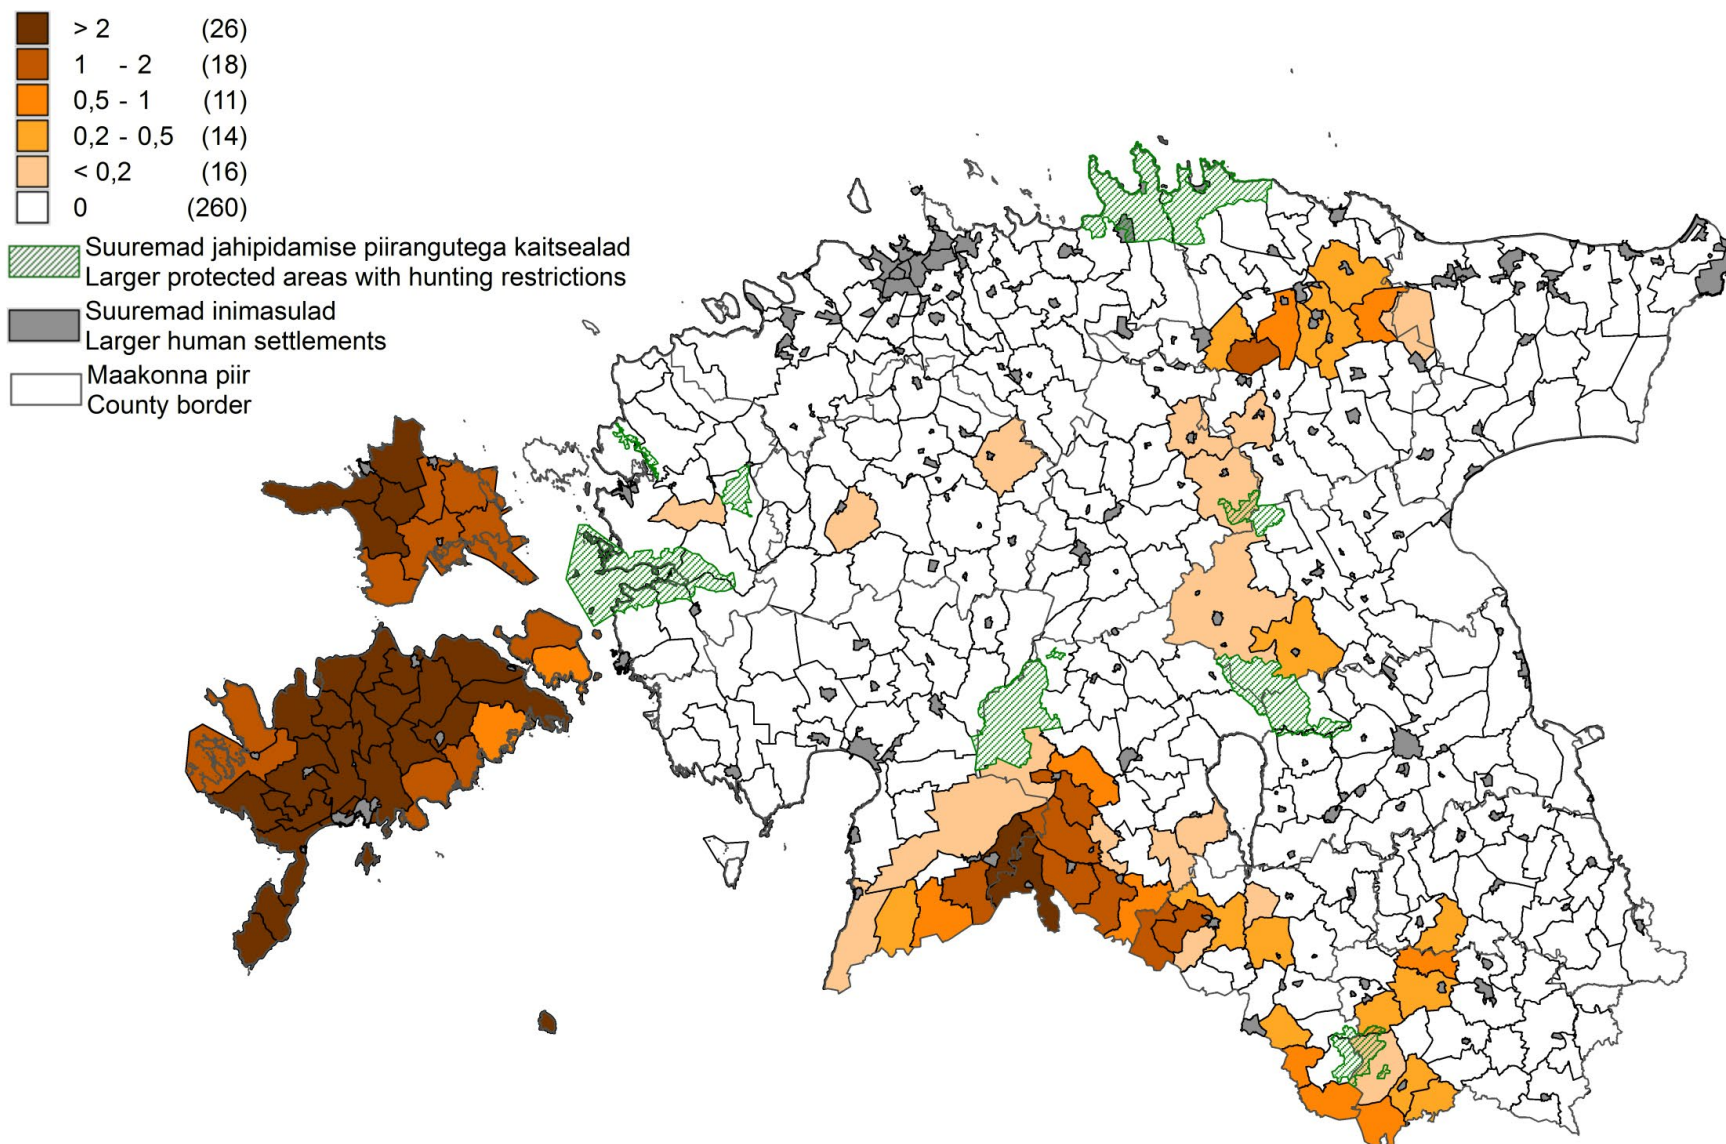 > 2 (26)
1 - 2 (18)
0,5 - 1 (11)
0,2 - 0,5 (14)
< 0,2 (16)
0 (260)
Suuremad jahipidamise piirangutega kaitsealad
Larger protected areas with hunting restrictions
Suuremad inimasulad
Larger human settlements
Maakonna piir
County border